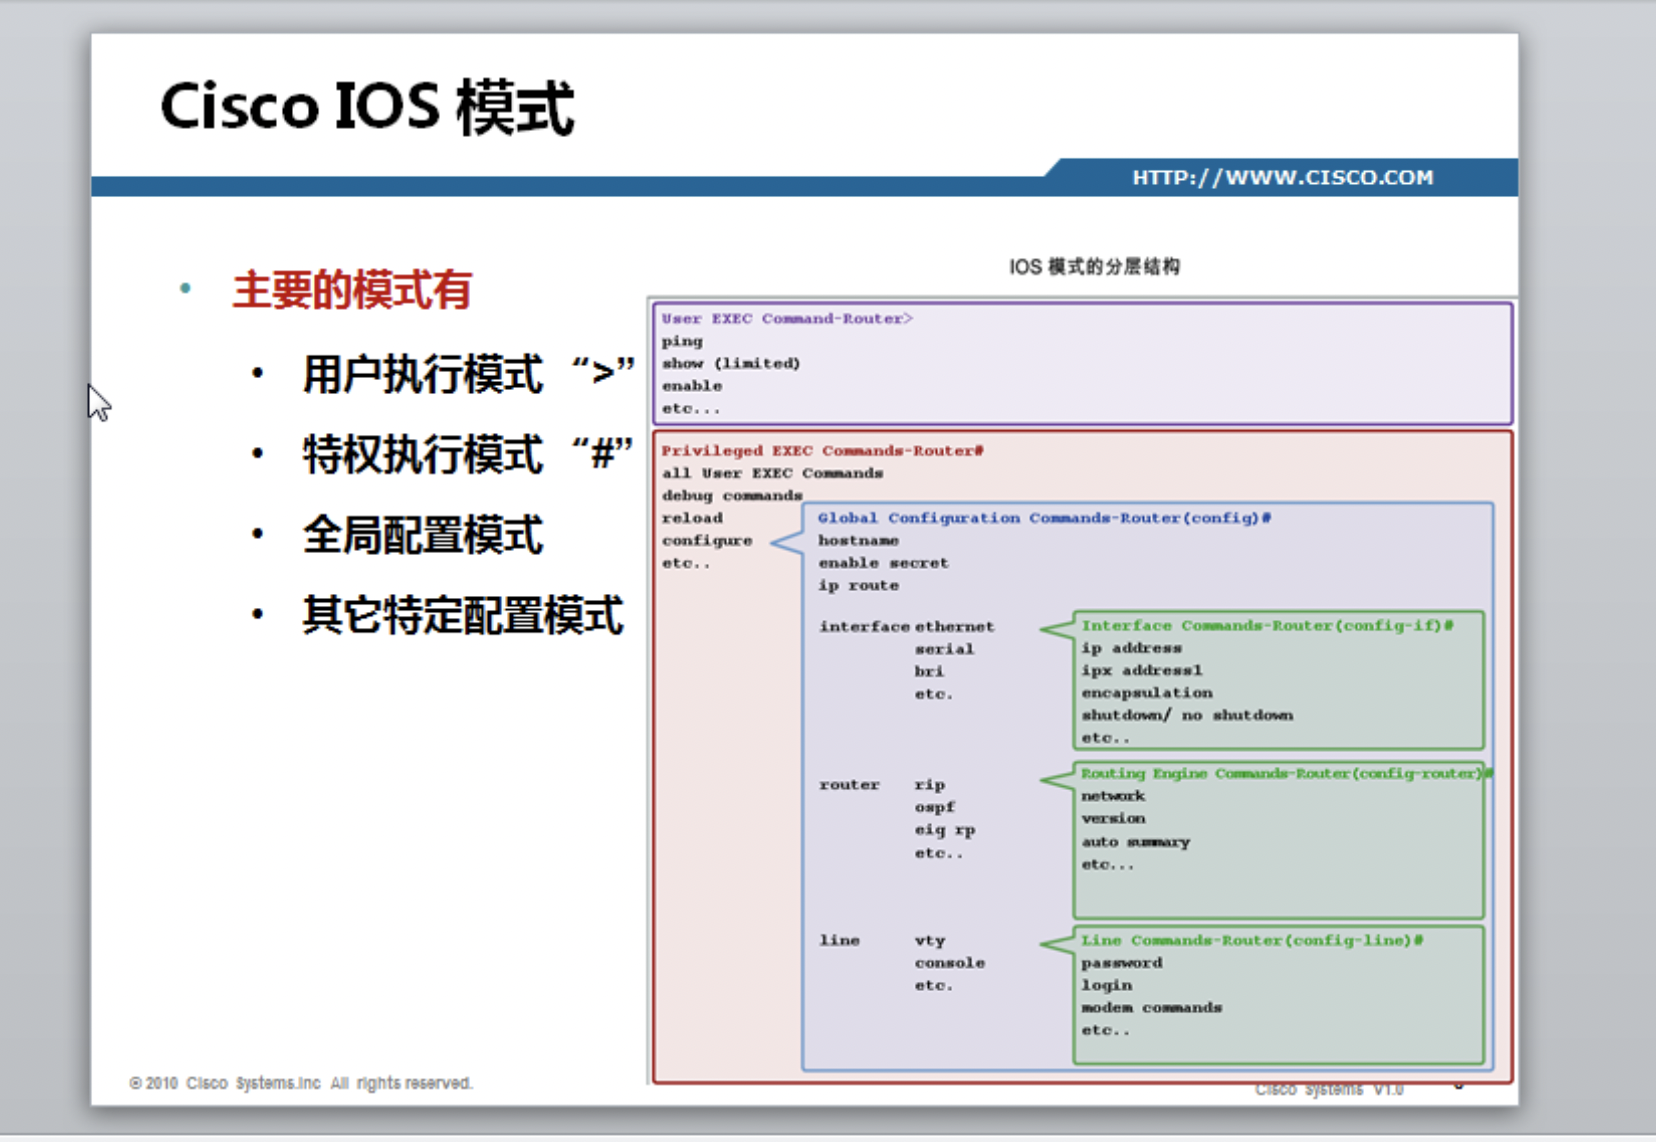 Cisco IOS 模式
HTTP://WWW.CISCO.COM
• 主要的模式有
• 用户执行模式 “>”
• 特权执行模式 “#”
• 全局配置模式
• 其它特定配置模式
IOS 模式的分层结构
User EXEC Command-Router>
ping
show (limited)
enable
etc...
Privileged EXEC Commands-Router#
all User EXEC Commands
debug commands
reload
configure
etc..
Global Configuration Commands-Router(config)#
hostname
enable secret
ip route
interface ethernet
serial
bri
etc.
Interface Commands-Router(config-if)#
ip address
ipx address1
encapsulation
shutdown/ no shutdown
etc..
router rip
ospf
eig rp
etc..
Routing Engine Commands-Router(config-router)#
network
version
auto summary
etc...
line vty
console
etc.
Line Commands-Router(config-line)#
password
login
modem commands
etc..
© 2010 Cisco Systems.Inc All rights reserved.
Cisco Systems V1.0